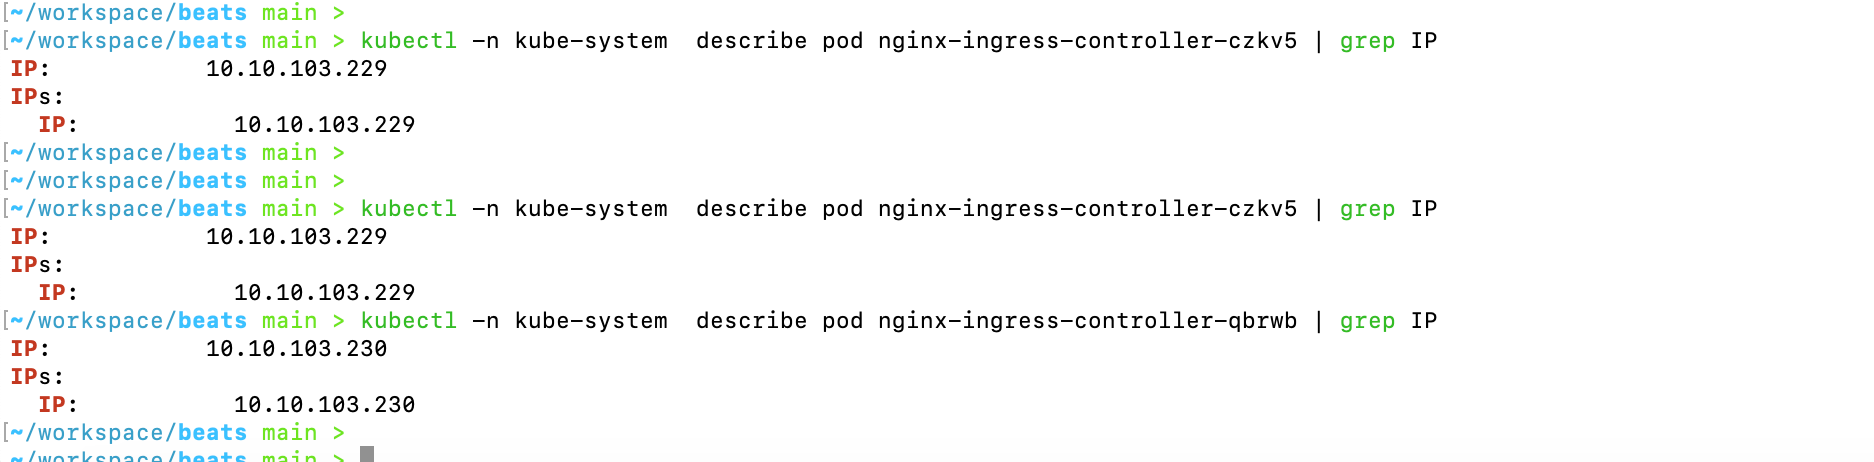 [~/workspace/beats main >
[~/workspace/beats main > kubectl -n kube-system  describe pod nginx-ingress-controller-czkv5 | grep IP
IP:           10.10.103.229
IPs:
  IP:           10.10.103.229
[~/workspace/beats main >
[~/workspace/beats main >
[~/workspace/beats main > kubectl -n kube-system  describe pod nginx-ingress-controller-czkv5 | grep IP
IP:           10.10.103.229
IPs:
  IP:           10.10.103.229
[~/workspace/beats main > kubectl -n kube-system  describe pod nginx-ingress-controller-qbrwb | grep IP
IP:           10.10.103.230
IPs:
  IP:           10.10.103.230
[~/workspace/beats main >
~/workspace/beats main >